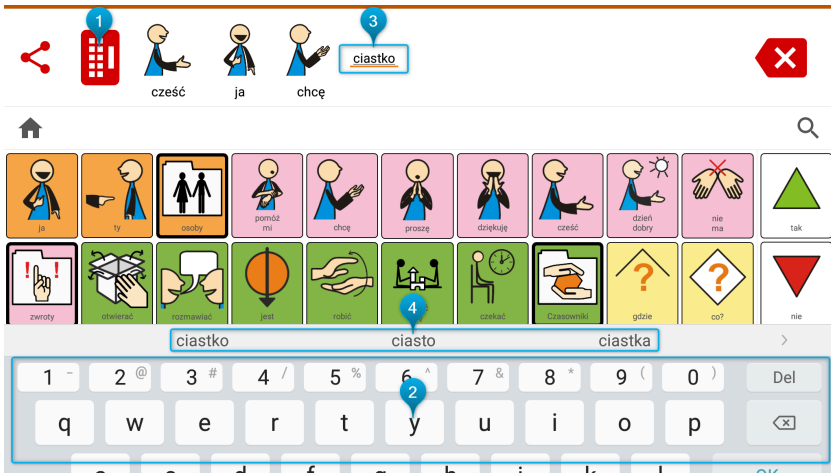 1
3
cześć ja chcę ciastko
ja ty osoby pomóż mi chcę proszę dziękuję cześć dzień dobry nie ma tak
4
zwroty otwierać rozmawiać jest robić czekać Czasowniki gdzie co? nie
ciastko ciasto ciastka
1 - 2 @ 3 # 4 / 5 % 6 ^ 7 & 8 * 9 ( 0 ) Del
2
q w e r t y u i o p